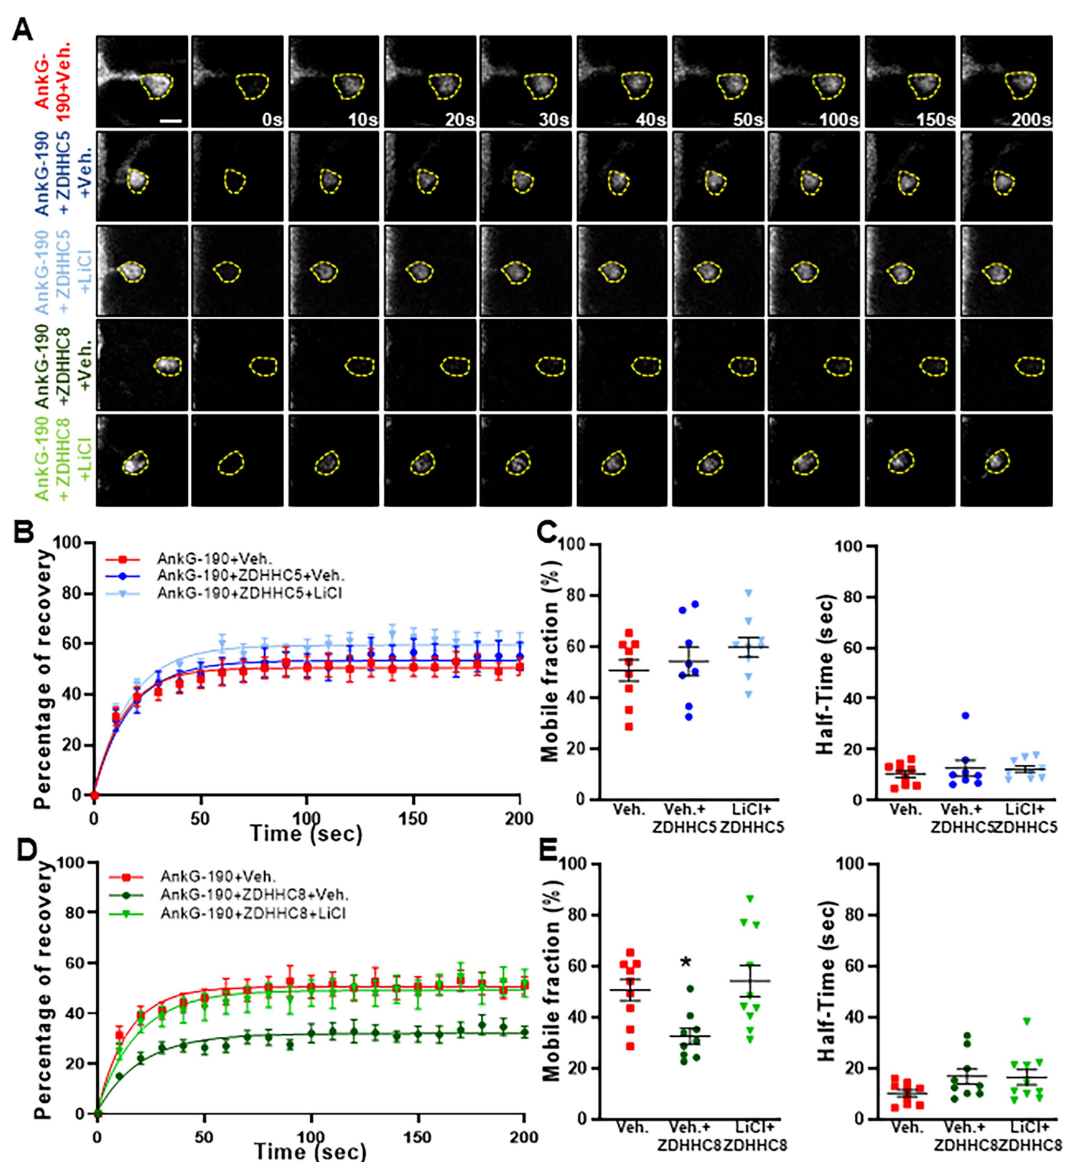 A
AnkG-
190+Veh.
0s
10s
20s
30s
40s
50s
100s
150s
200s
AnkG-190
+ ZDHHC5
+Veh.
AnkG-190
+ ZDHHC5
+LiCl
AnkG-190
+ZDHHC8
+Veh.
AnkG-190
+ ZDHHC8
+LiCl
B
Percentage of recovery
100
80
60
40
20
0
AnkG-190+Veh.
AnkG-190+ZDHHC5+Veh.
AnkG-190+ZDHHC5+LiCl
0
50
100
150
200
Time (sec)
C
Mobile fraction (%)
100
80
60
40
20
0
Veh.
Veh.+
ZDHHC5
LiCl+
ZDHHC5
Half-Time (sec)
100
80
60
40
20
0
Veh.
Veh.+
ZDHHC5
LiCl+
ZDHHC5
D
Percentage of recovery
100
80
60
40
20
0
AnkG-190+Veh.
AnkG-190+ZDHHC8+Veh.
AnkG-190+ZDHHC8+LiCl
0
50
100
150
200
Time (sec)
E
Mobile fraction (%)
100
80
60
40
20
0
*
Veh.
Veh.+
ZDHHC8
LiCl+
ZDHHC8
Half-Time (sec)
100
80
60
40
20
0
Veh.
Veh.+
ZDHHC8
LiCl+
ZDHHC8